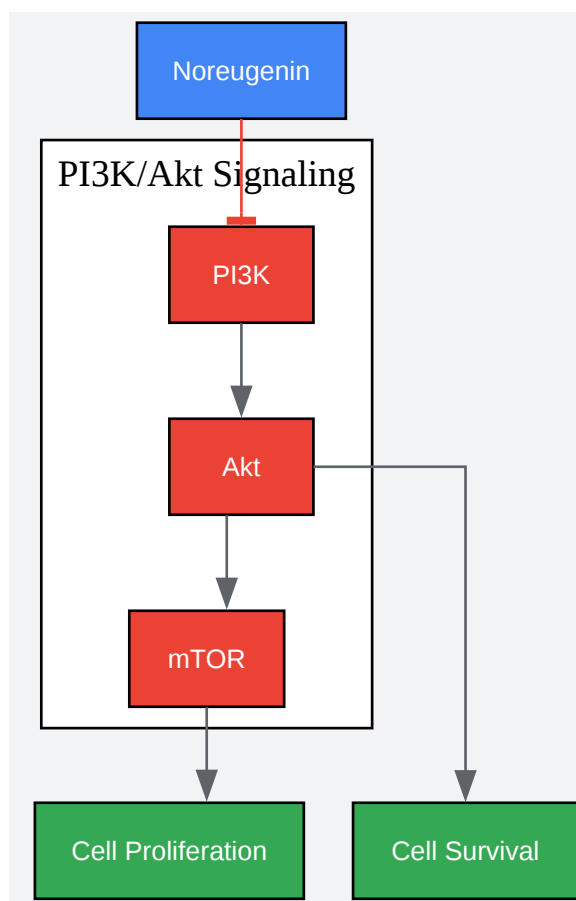 Noreugenin
PI3K/Akt Signaling
PI3K
Akt
mTOR
Cell Proliferation
Cell Survival